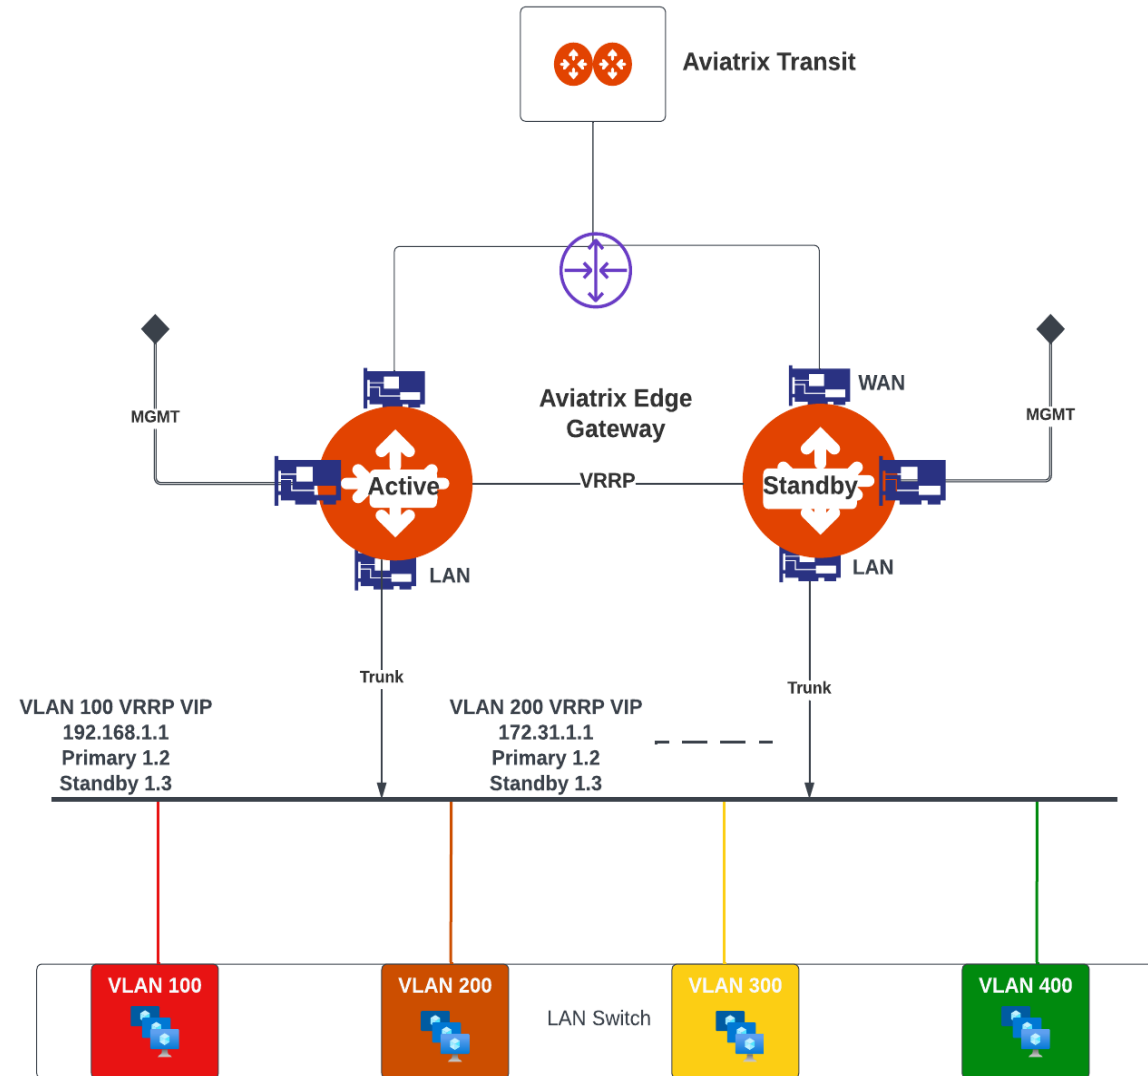 Aviatrix Transit
WAN
MGMT
Aviatrix Edge
Gateway
MGMT
Active
VRRP
Standby
LAN
LAN
Trunk
Trunk
VLAN 100 VRRP VIP
192.168.1.1
Primary 1.2
Standby 1.3
VLAN 200 VRRP VIP
172.31.1.1
Primary 1.2
Standby 1.3
VLAN 100
VLAN 200
VLAN 300
VLAN 400
LAN Switch